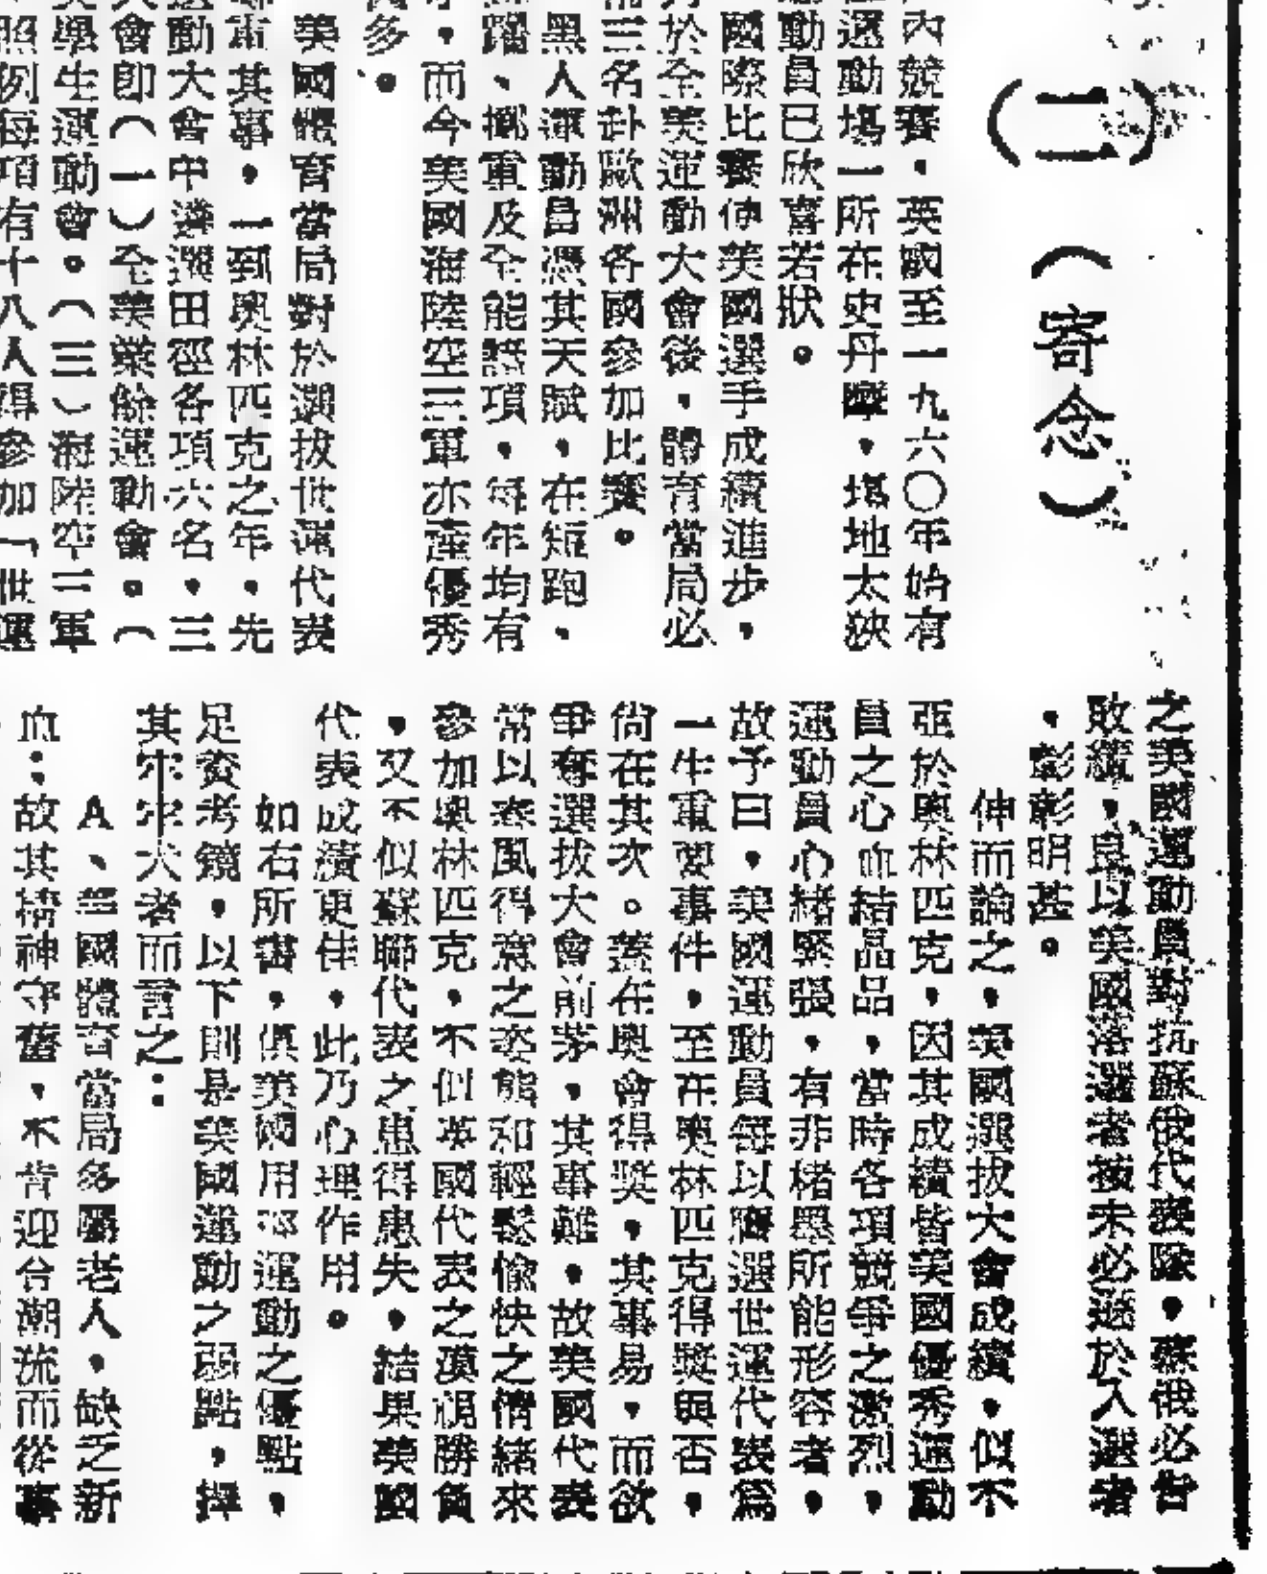 （二）（寄念）
內競賽，英國至一九六〇年始有
運動場一所在史丹　，場地太狹
動員已欣喜若狀。
國際比賽使英國選手成績進步，
於全美運動大會後，體育當局必
三名赴歐洲各國參加比賽。
黑人運動員憑其天賦，在短跑，
躍、擲重及全能諸項，每年均有
，而今美國海陸空三軍亦產優秀
多。
美國體育當局對於選拔世運代表
其事，一到奧林匹克之年，先
動大會中遴選田徑各項六名，三
會卽（一）全美業餘運動會。（
學生運動會。（三）海陸空三軍
照例每項有十八人得參加「世運
之美國運動員對抗蘇俄代表隊，蘇俄必告
敗績，良以美國落選者按未必遜於入選者
，彰彰明甚。
伸而論之，美國選拔大會成績，似不
亞於奧林匹克，因其成績皆美國優秀運動
員之心血結晶品，當時各項競爭之激烈，
運動員心緒緊張，有非楮墨所能形容者，
故予曰，美國運動員每以膺選世運代表爲
一生重要事件，至在奧林匹克得獎與否，
尙在其次。蓋在奧會得奬，其事易，而欲
爭奪選拔大會前茅，其事難，故美國代表
常以春風得意之姿態和輕鬆愉快之情緒來
參加奧林匹克，不似英國代表之漠視勝負
，又不似蘇聯代表之患得患失，結果美國
代表成績更佳，此乃心理作用。
如右所書，俱美國用　運動之優點，
足資考鏡，以下則是美國運動之弱點，擇
其牢牢大者而言之：
A、美國體育當局多屬老人，缺乏新
血；故其精神守舊，不肯迎合潮流而從事